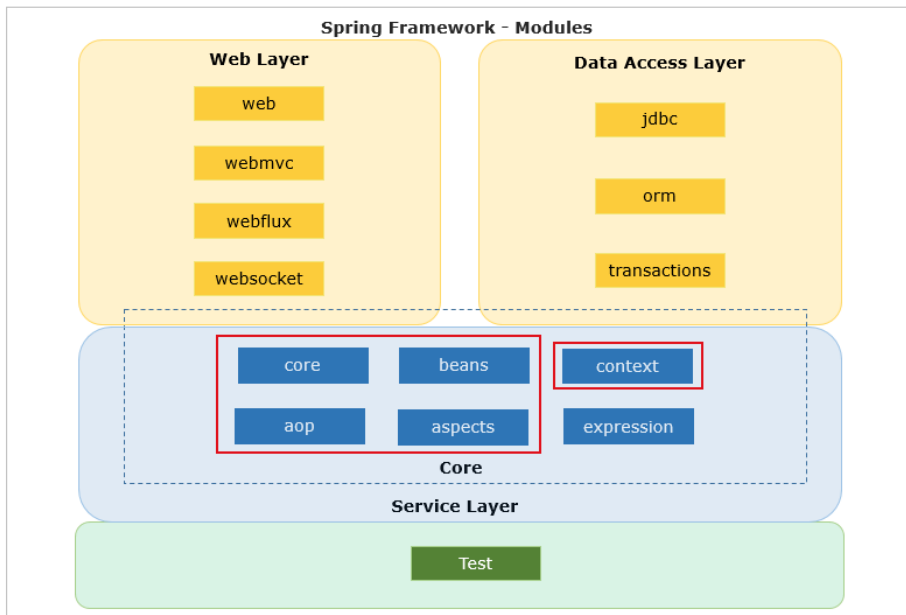 Spring Framework - Modules
Web Layer
web
webmvc
webflux
websocket
Data Access Layer
jdbc
orm
transactions
core
beans
context
aop
aspects
expression
Core
Service Layer
Test